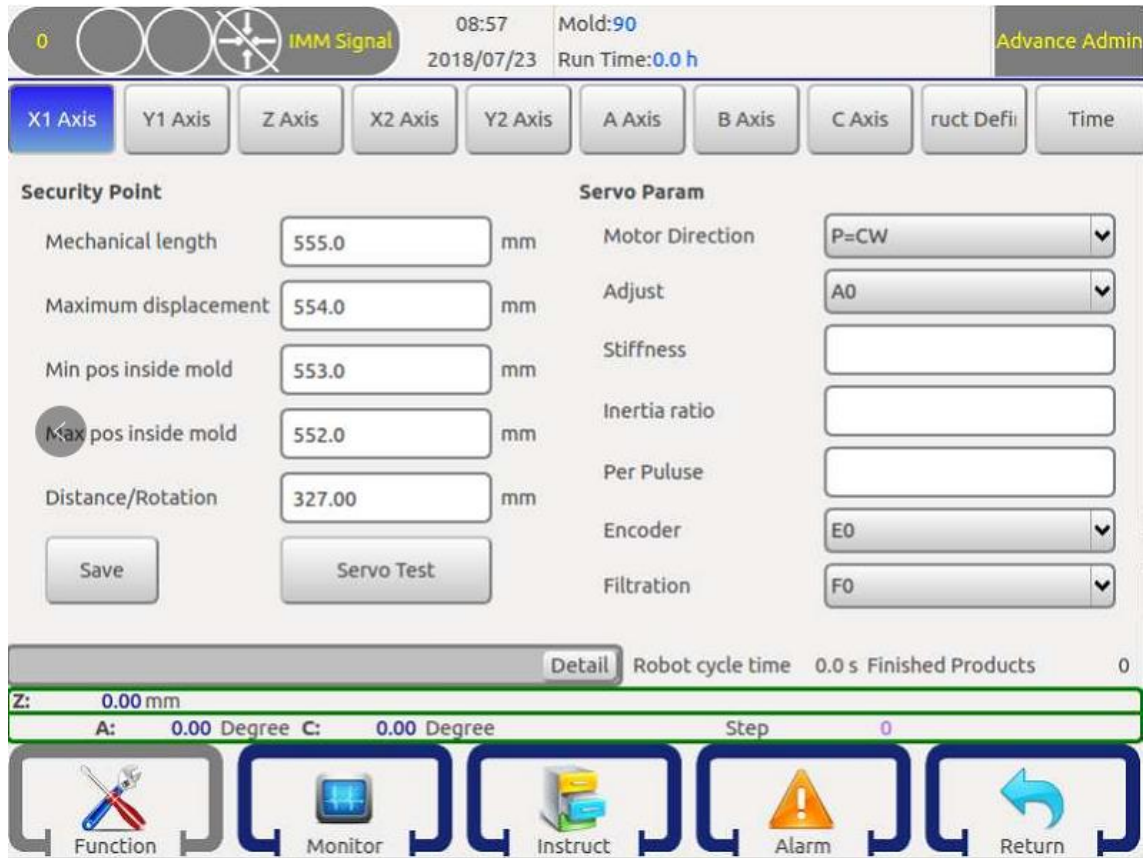 0 IMM Signal 08:57 Mold:90 Advance Admin
2018/07/23 Run Time:0.0 h
X1 Axis Y1 Axis Z Axis X2 Axis Y2 Axis A Axis B Axis C Axis ruct Defi Time
Security Point Servo Param
Mechanical length 555.0 mm Motor Direction P=CW
Maximum displacement 554.0 mm Adjust A0
Min pos inside mold 553.0 mm Stiffness
Max pos inside mold 552.0 mm Inertia ratio
Per Puluse
Distance/Rotation 327.00 mm
Encoder E0
Save Servo Test Filtration F0
Detail Robot cycle time 0.0 s Finished Products 0
Z: 0.00 mm
A: 0.00 Degree C: 0.00 Degree Step 0
Function Monitor Instruct Alarm Return